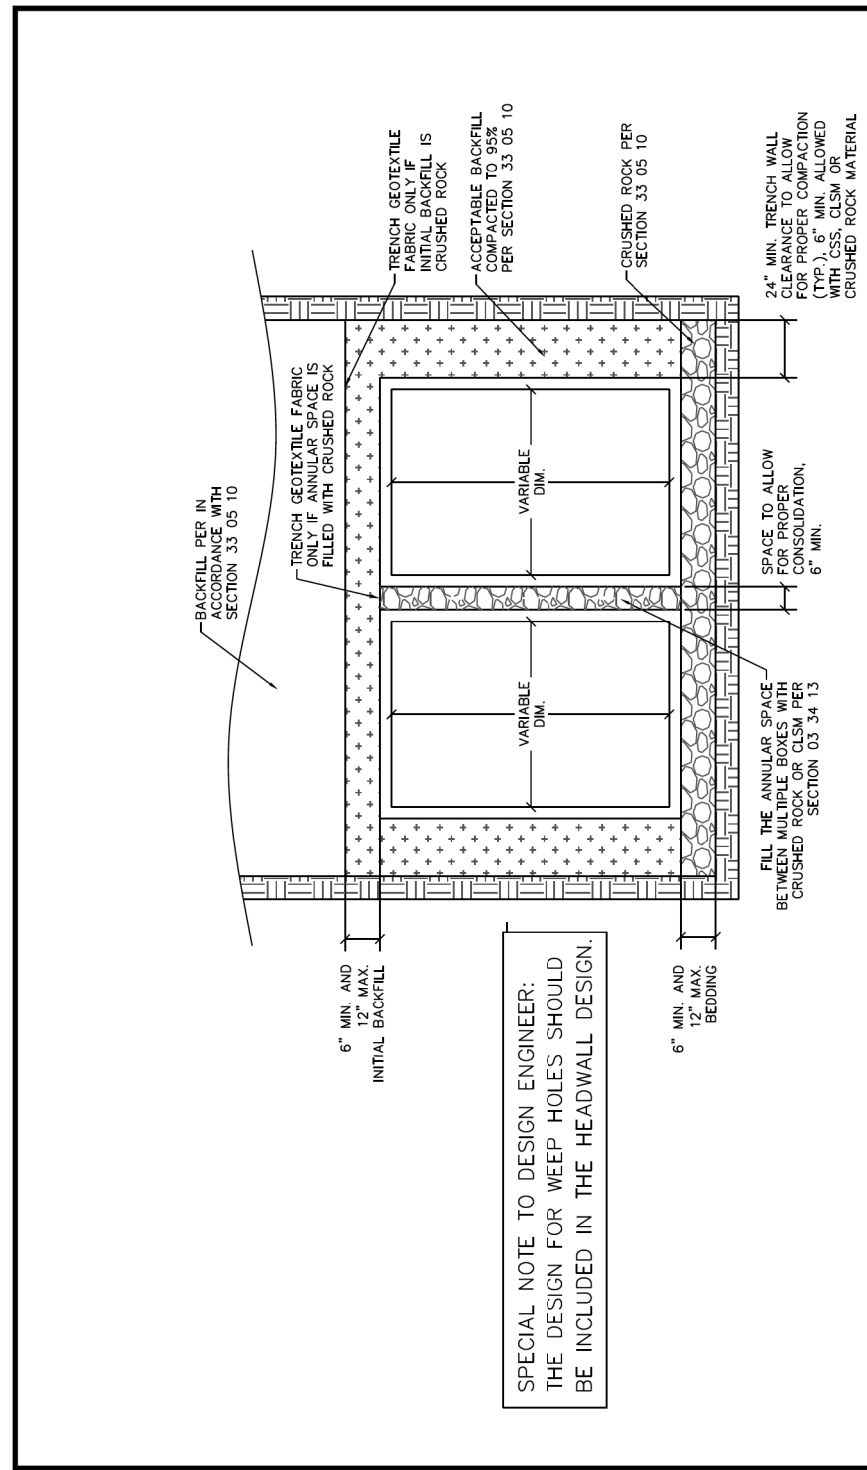 BACKFILL PER IN
ACCORDANCE WITH
SECTION 33 05 10
TRENCH GEOTEXTILE FABRIC
ONLY IF ANNULAR SPACE IS
FILLED WITH CRUSHED ROCK
TRENCH GEOTEXTILE
FABRIC ONLY IF
INITIAL BACKFILL IS
CRUSHED ROCK
ACCEPTABLE BACKFILL
COMPACTED TO 95%
PER SECTION 33 05 10
CRUSHED ROCK PER
SECTION 33 05 10
24" MIN. TRENCH WALL
CLEARANCE TO ALLOW
FOR PROPER COMPACTION
(TYP.), 6" MIN. ALLOWED
WITH CSS, CLSM OR
CRUSHED ROCK MATERIAL
VARIABLE
DIM.
VARIABLE
DIM.
SPACE TO ALLOW
FOR PROPER
CONSOLIDATION,
6" MIN.
FILL THE ANNULAR SPACE
BETWEEN MULTIPLE BOXES WITH
CRUSHED ROCK OR CLSM PER
SECTION 03 34 13
6" MIN. AND
12" MAX.
INITIAL BACKFILL
6" MIN. AND
12" MAX.
BEDDING
SPECIAL NOTE TO DESIGN ENGINEER:
THE DESIGN FOR WEEP HOLES SHOULD
BE INCLUDED IN THE HEADWALL DESIGN.